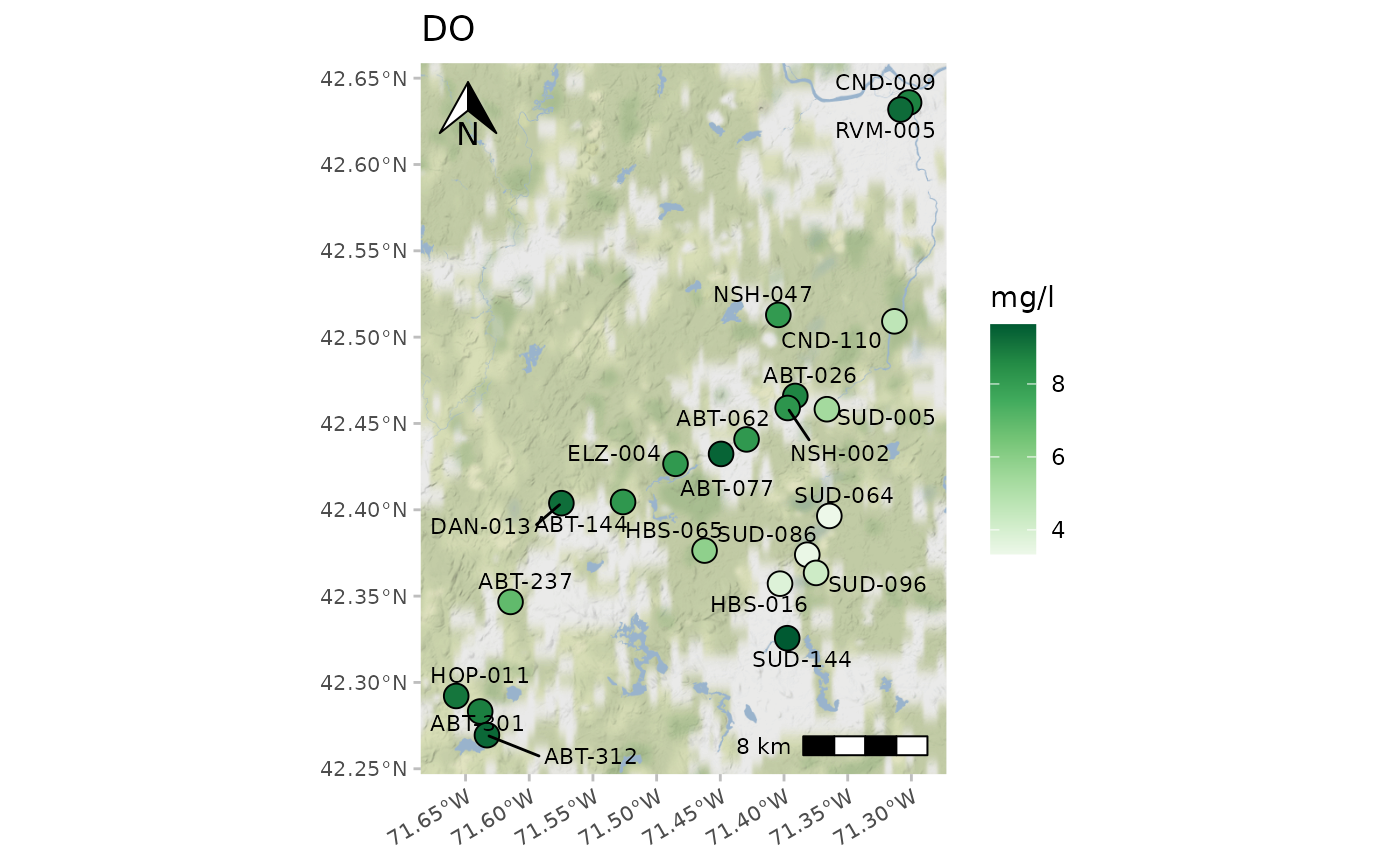 DO
42.65°N
42.60°N
42.55°N
42.50°N
42.45°N
42.40°N
42.35°N
42.30°N
42.25°N
N
CND-009
RVM-005
NSH-047
CND-110
ABT-026
SUD-005
ABT-062
NSH-002
ELZ-004
ABT-077
SUD-064
DAN-013
ABT-144
HBS-065
SUD-086
ABT-237
SUD-096
HBS-016
SUD-144
HOP-011
ABT-301
ABT-312
8 km
71.65°W
71.60°W
71.55°W
71.50°W
71.45°W
71.40°W
71.35°W
71.30°W
mg/l
8
6
4